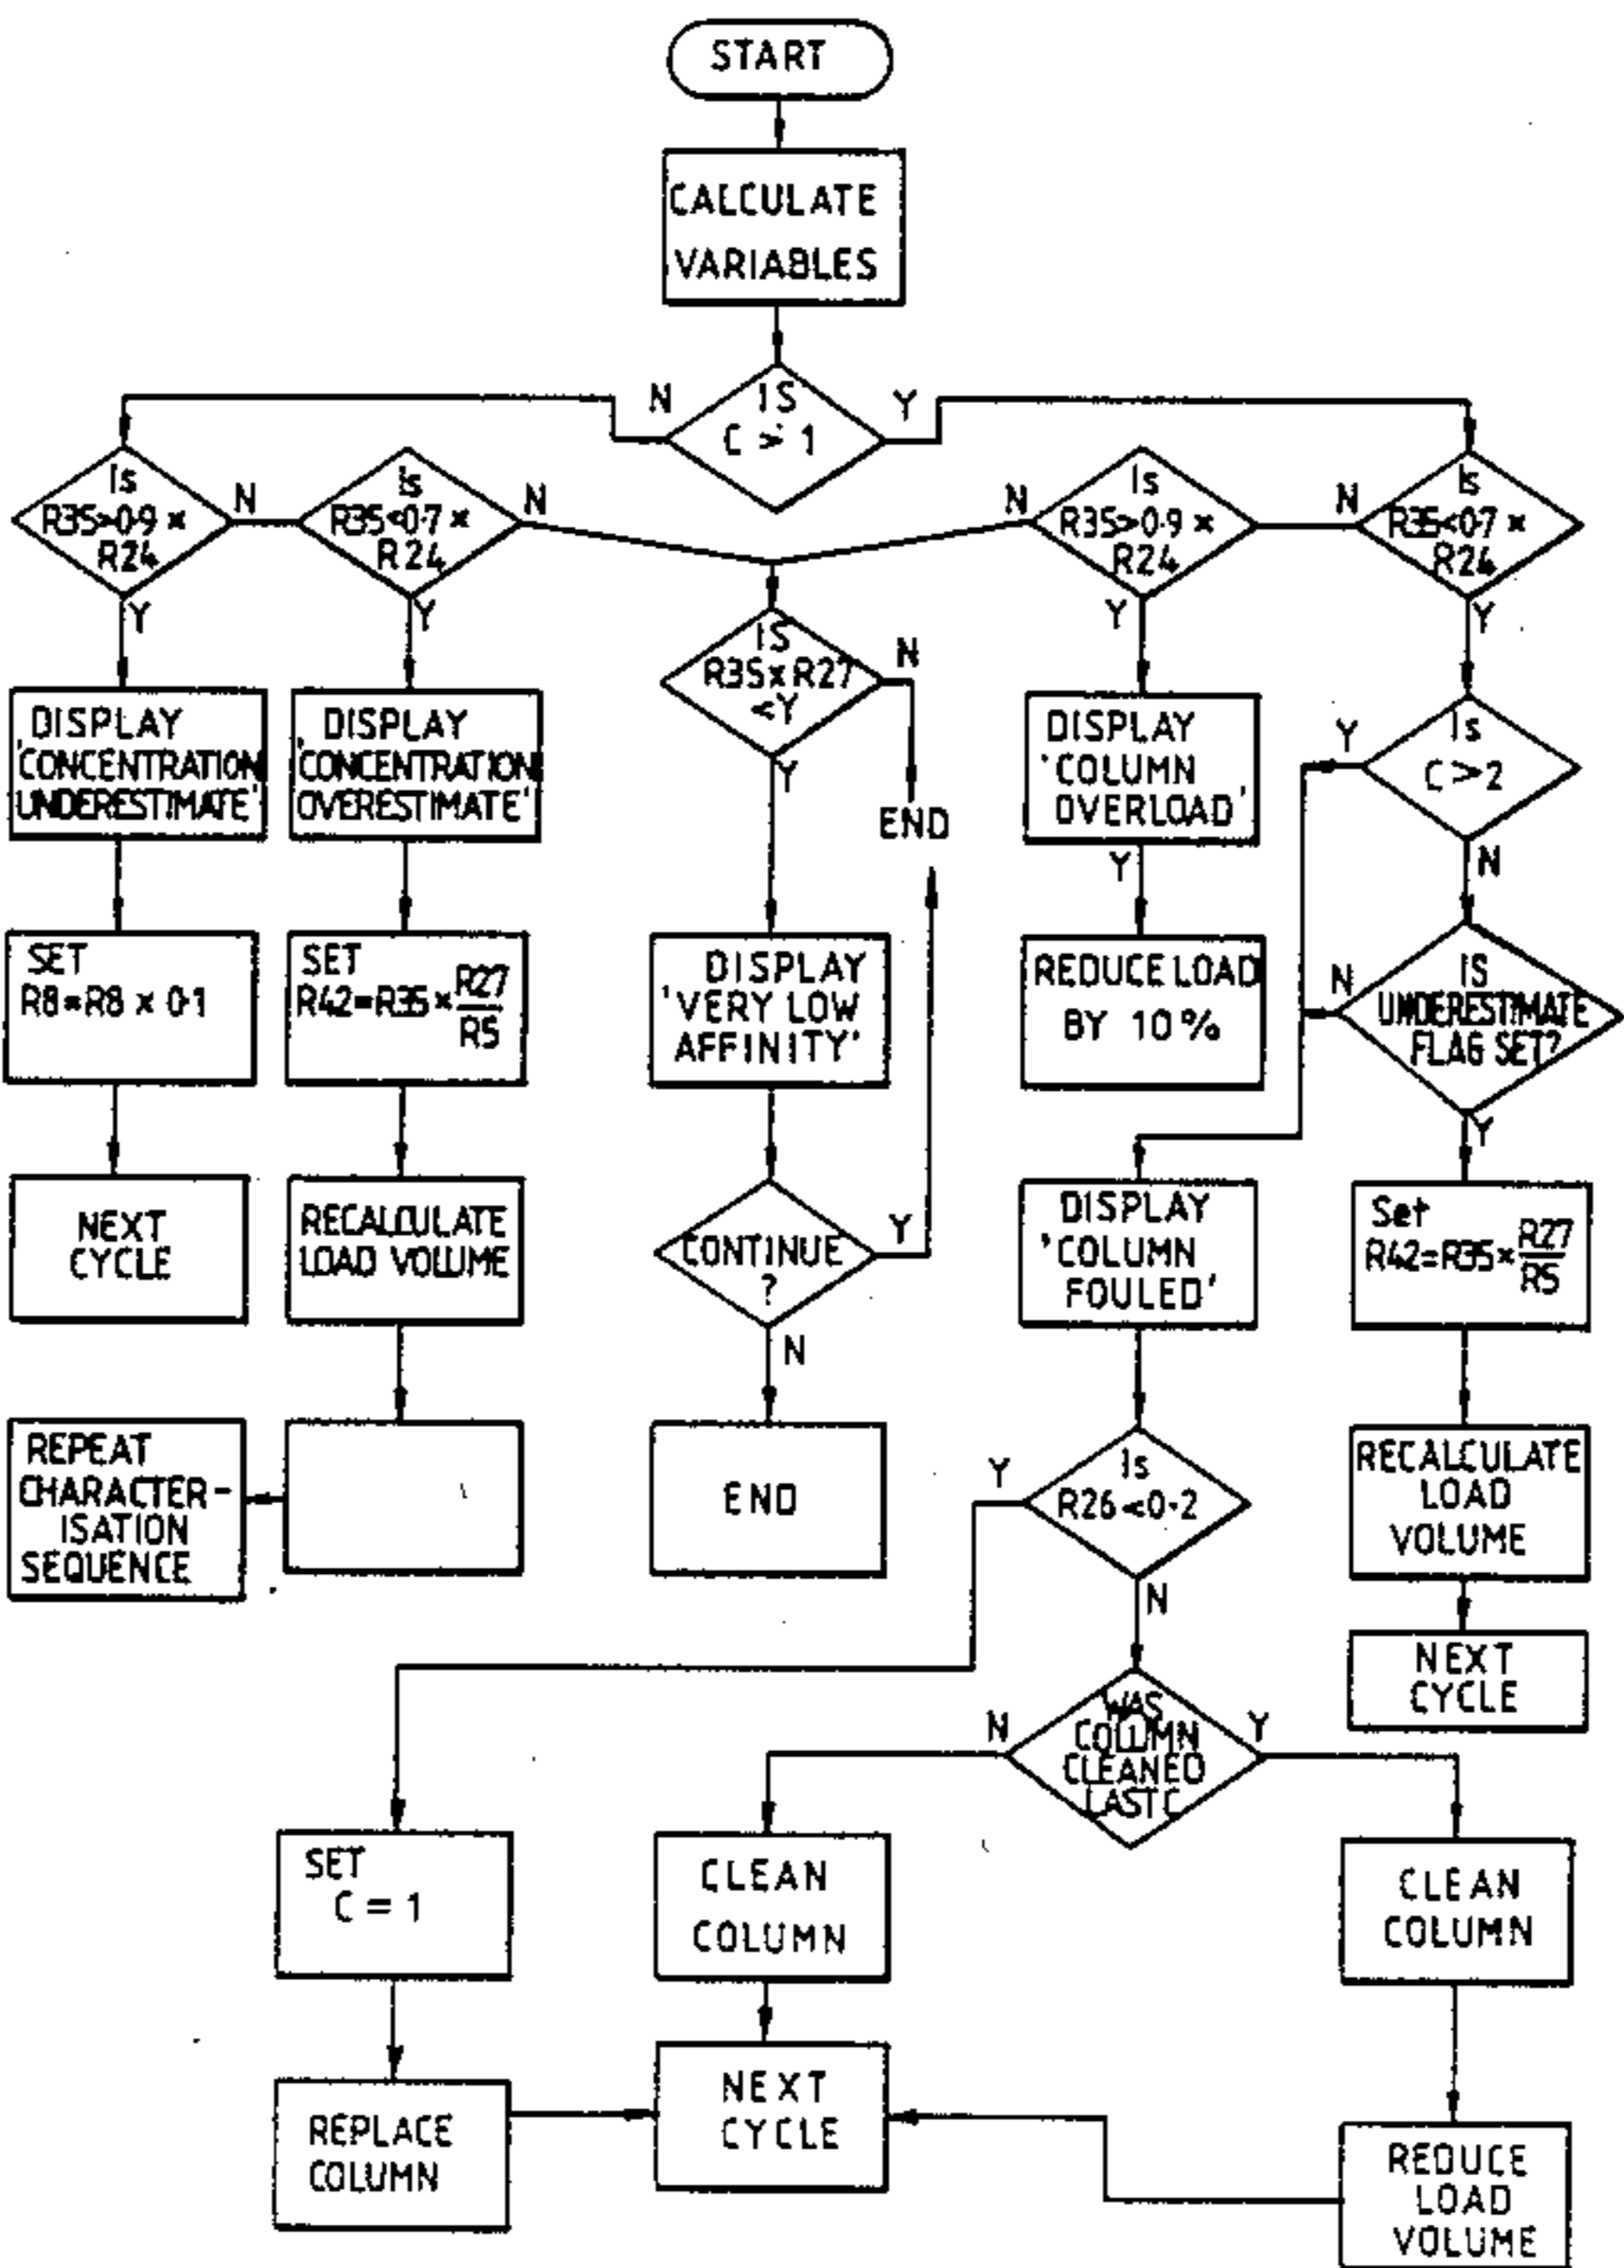 START
CALCULATE
VARIABLES
IS
C > 1
N
Y
Is
R35>0·9 ×
R24
N
Y
Is
R35<0·7 ×
R24
N
Y
Is
R35>0·9 ×
R24
N
Y
Is
R35<0·7 ×
R24
N
Y
IS
R35×R27
<Y
N
Y
END
DISPLAY
'CONCENTRATION
UNDERESTIMATE'
DISPLAY
'CONCENTRATION
OVERESTIMATE'
DISPLAY
'COLUMN
OVERLOAD'
Y
Is
C>2
Y
N
SET
R8=R8 × 0·1
SET
R42=R35×R27
R5
DISPLAY
'VERY LOW
AFFINITY'
REDUCE LOAD
BY 10%
IS
UNDERESTIMATE
FLAG SET?
N
Y
NEXT
CYCLE
RECALCULATE
LOAD VOLUME
CONTINUE
?
Y
N
DISPLAY
'COLUMN
FOULED'
Set
R42=R35×R27
R5
REPEAT
CHARACTER-
ISATION
SEQUENCE
END
Is
R26<0·2
Y
N
RECALCULATE
LOAD
VOLUME
NEXT
CYCLE
WAS
COLUMN
CLEANED
LAST C
N
Y
SET
C = 1
CLEAN
COLUMN
CLEAN
COLUMN
REPLACE
COLUMN
NEXT
CYCLE
REDUCE
LOAD
VOLUME